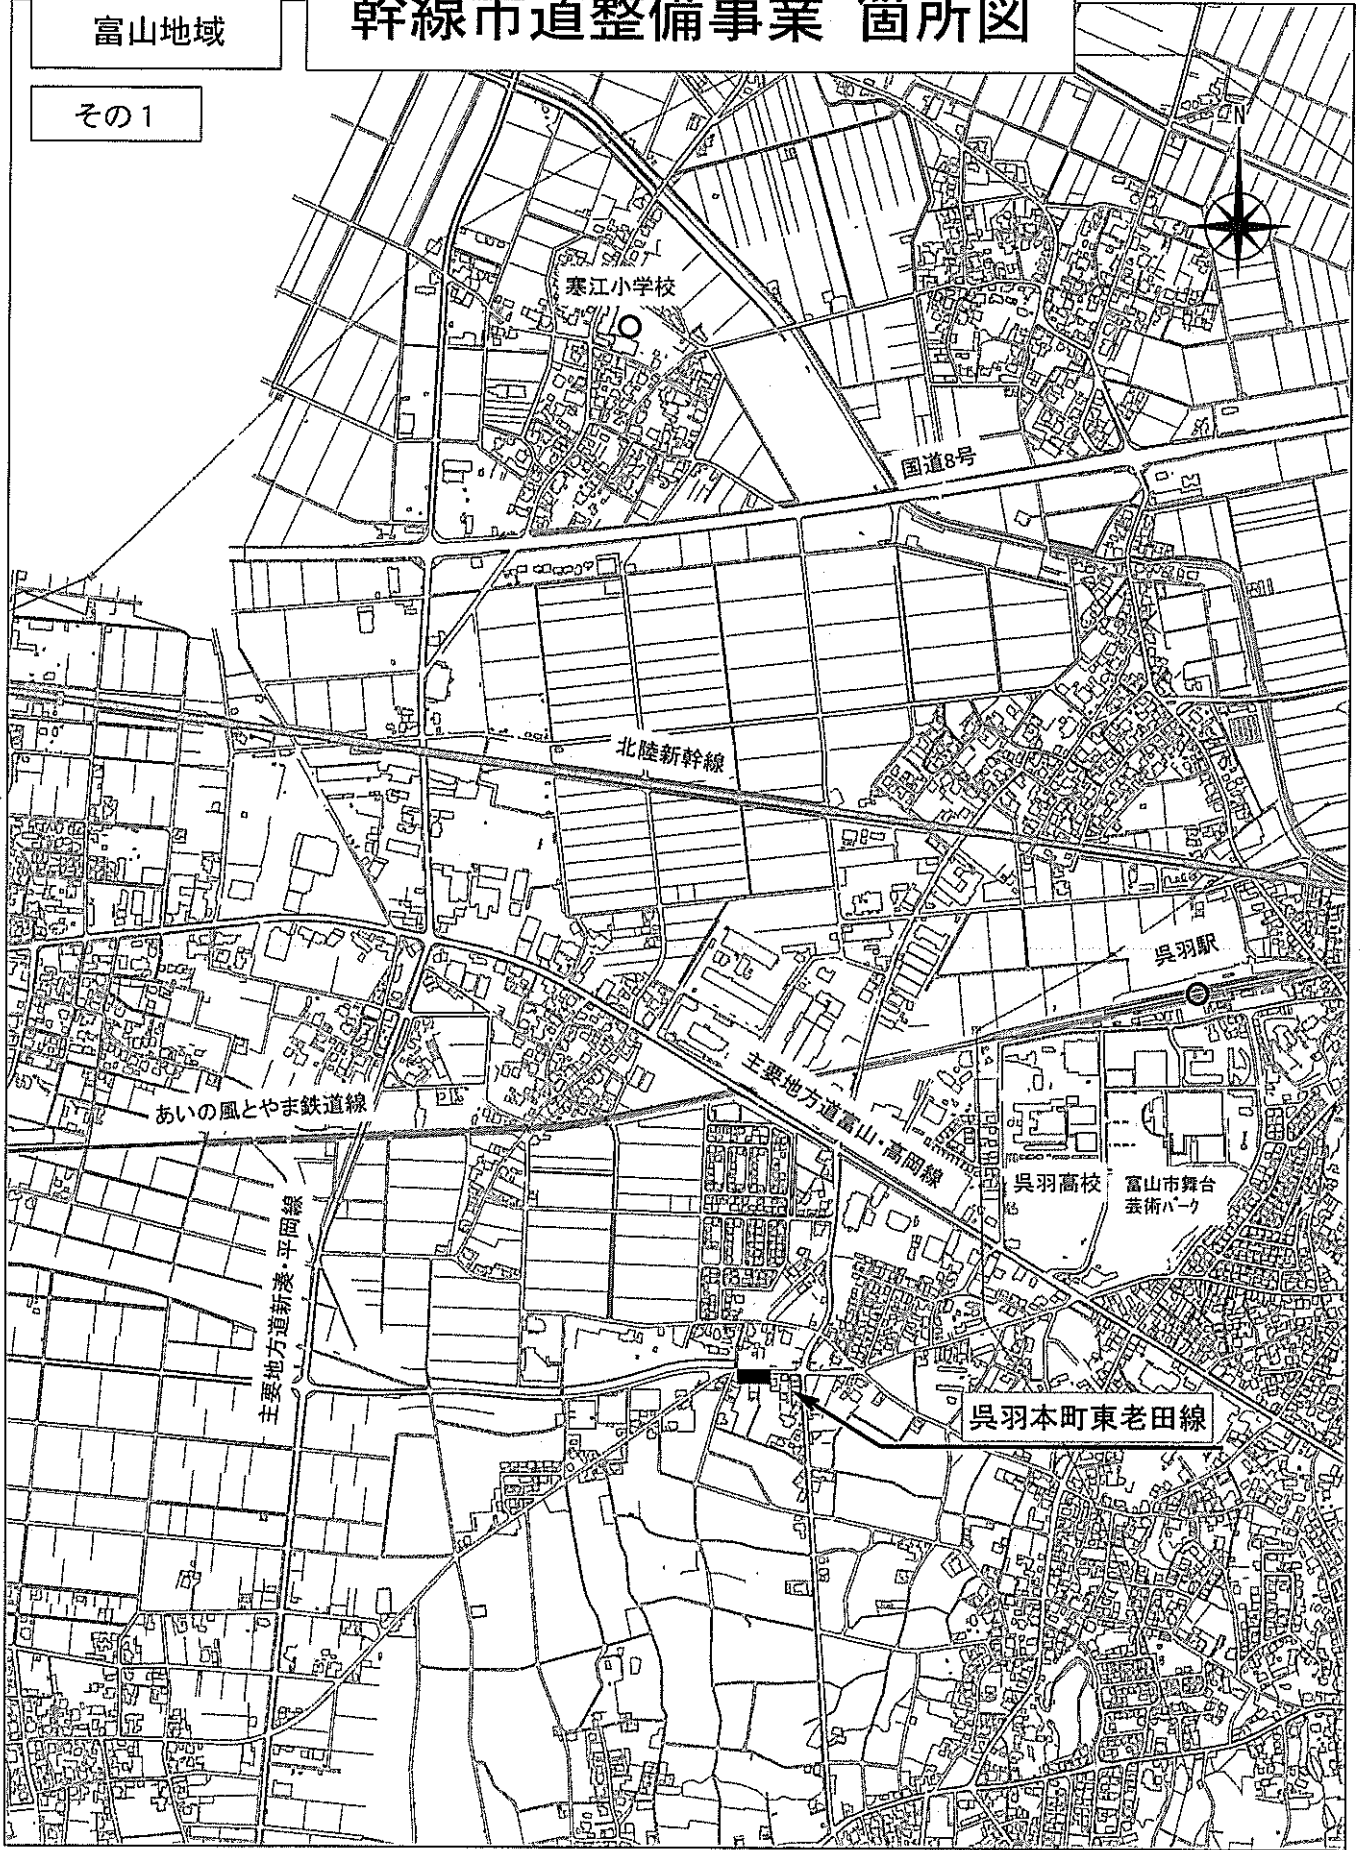 富山地域
幹線市道整備事業 箇所図
その1
N
寒江小学校
国道8号
北陸新幹線
呉羽駅
主要地方道富山・高岡線
あいの風とやま鉄道線
呉羽高校
富山市舞台
芸術パーク
主要地方道新湊・平岡線
呉羽本町東老田線